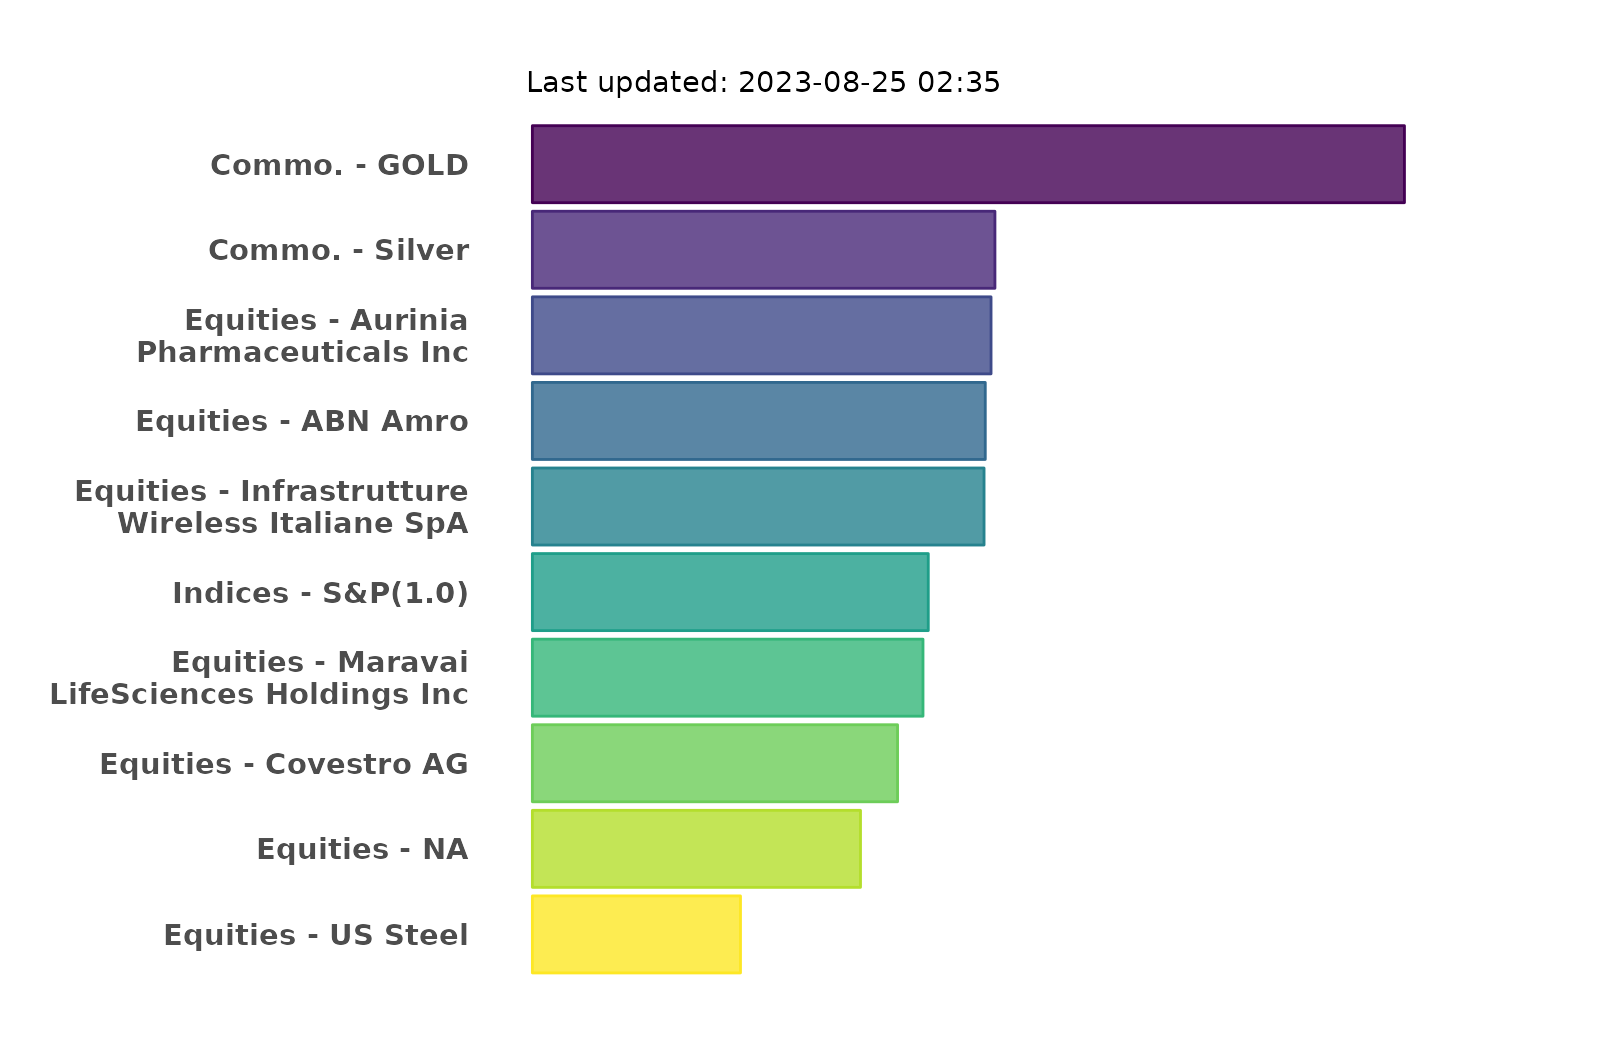 Last updated: 2023-08-25 02:35
Commo. - GOLD
Commo. - Silver
Equities - Aurinia
Pharmaceuticals Inc
Equities - ABN Amro
Equities - Infrastrutture
Wireless Italiane SpA
Indices - S&P(1.0)
Equities - Maravai
LifeSciences Holdings Inc
Equities - Covestro AG
Equities - NA
Equities - US Steel